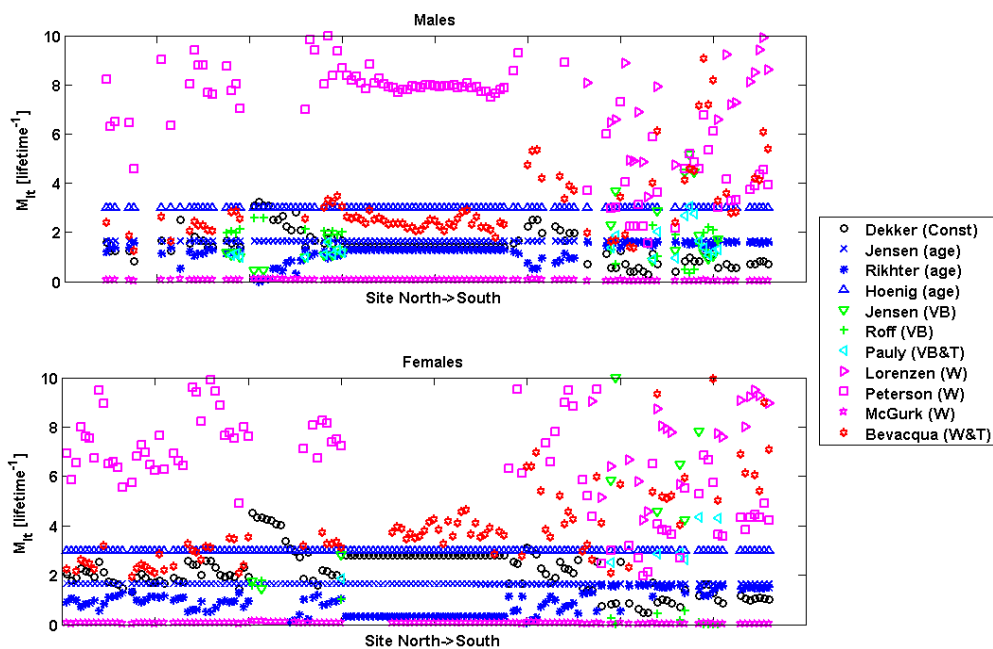 Males
10
8
6
4
2
0
M_lt [lifetime^-1]
Site North->South
Females
10
8
6
4
2
0
M_lt [lifetime^-1]
Site North->South
Dekker (Const)
Jensen (age)
Rikhter (age)
Hoenig (age)
Jensen (VB)
Roff (VB)
Pauly (VB&T)
Lorenzen (W)
Peterson (W)
McGurk (W)
Bevacqua (W&T)